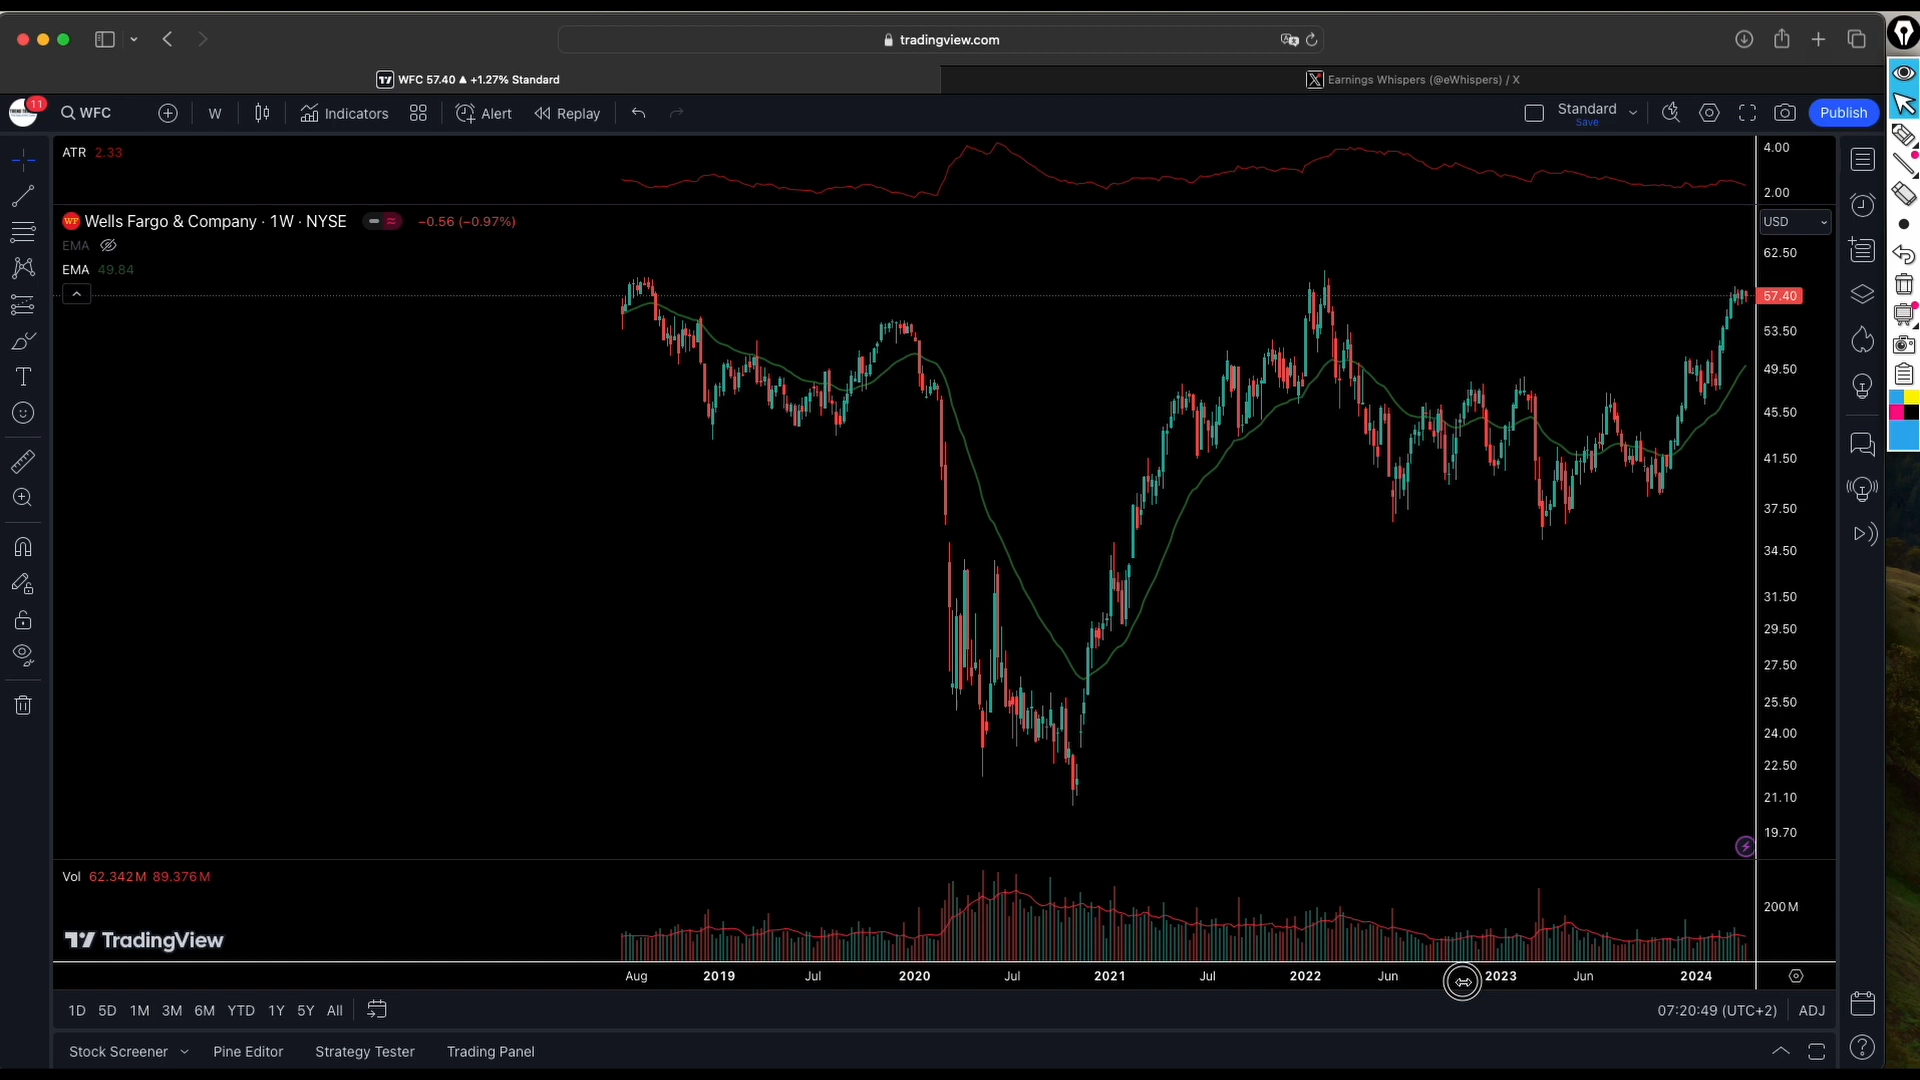 tradingview.com
WFC 57.40 ▲ +1.27% Standard
Earnings Whispers (@eWhispers) / X
11
WFC
W
Indicators
Alert
Replay
Standard
Save
Publish
ATR 2.33
4.00
2.00
WF Wells Fargo & Company · 1W · NYSE −0.56 (−0.97%)
USD
EMA
EMA 49.84
62.50
57.40
53.50
49.50
45.50
41.50
37.50
34.50
31.50
29.50
27.50
25.50
24.00
22.50
21.10
19.70
Vol 62.342M 89.376M
200M
TradingView
Aug 2019 Jul 2020 Jul 2021 Jul 2022 Jun 2023 Jun 2024
1D 5D 1M 3M 6M YTD 1Y 5Y All
07:20:49 (UTC+2) ADJ
Stock Screener Pine Editor Strategy Tester Trading Panel